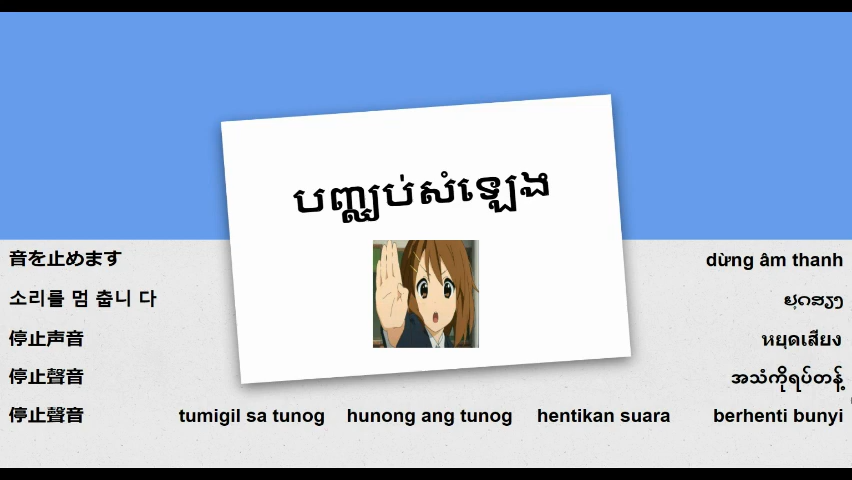 បញ្ឈប់សំឡេង
音を止めます
dừng âm thanh
소리를 멈 춥니 다
ຢຸດສຽງ
停止声音
หยุดเสียง
停止聲音
အသံကိုရပ်တန့်
停止聲音
tumigil sa tunog
hunong ang tunog
hentikan suara
berhenti bunyi